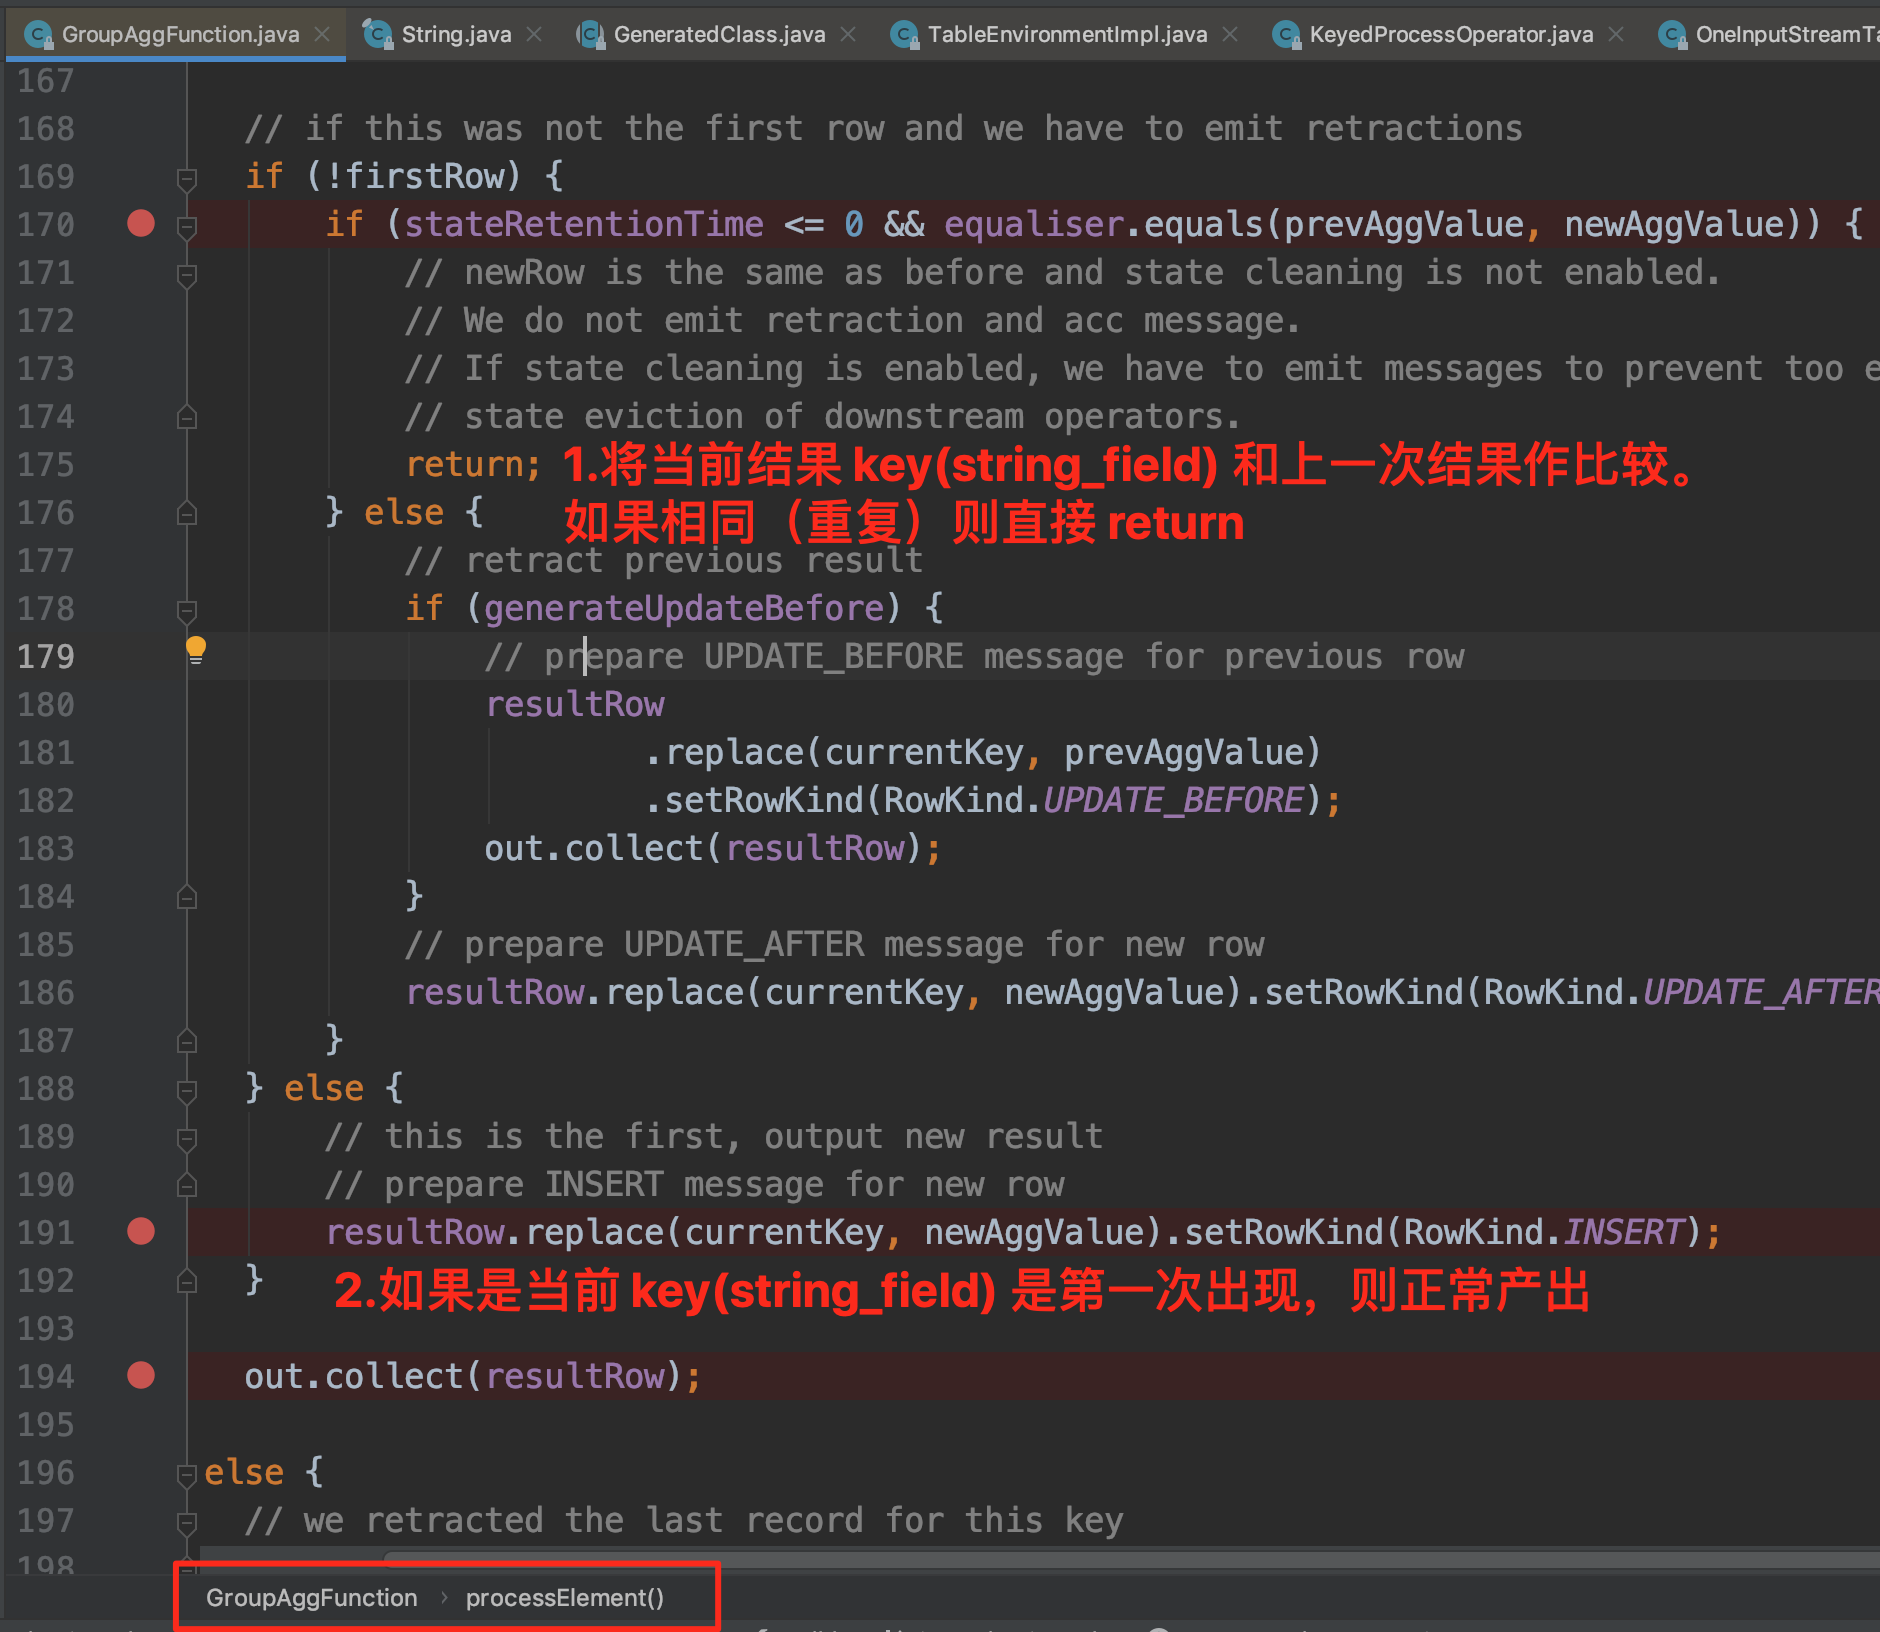 GroupAggFunction.java
String.java
GeneratedClass.java
TableEnvironmentImpl.java
KeyedProcessOperator.java
OneInputStreamTa
167
168 // if this was not the first row and we have to emit retractions
169 if (!firstRow) {
170 if (stateRetentionTime <= 0 && equaliser.equals(prevAggValue, newAggValue)) {
171 // newRow is the same as before and state cleaning is not enabled.
172 // We do not emit retraction and acc message.
173 // If state cleaning is enabled, we have to emit messages to prevent too e
174 // state eviction of downstream operators.
175 return; 1.将当前结果 key(string_field) 和上一次结果作比较。
176 } else { 如果相同（重复）则直接 return
177 // retract previous result
178 if (generateUpdateBefore) {
179 // prepare UPDATE_BEFORE message for previous row
180 resultRow
181 .replace(currentKey, prevAggValue)
182 .setRowKind(RowKind.UPDATE_BEFORE);
183 out.collect(resultRow);
184 }
185 // prepare UPDATE_AFTER message for new row
186 resultRow.replace(currentKey, newAggValue).setRowKind(RowKind.UPDATE_AFTER
187 }
188 } else {
189 // this is the first, output new result
190 // prepare INSERT message for new row
191 resultRow.replace(currentKey, newAggValue).setRowKind(RowKind.INSERT);
192 } 2.如果是当前 key(string_field) 是第一次出现，则正常产出
193
194 out.collect(resultRow);
195
196 else {
197 // we retracted the last record for this key
198
GroupAggFunction › processElement()